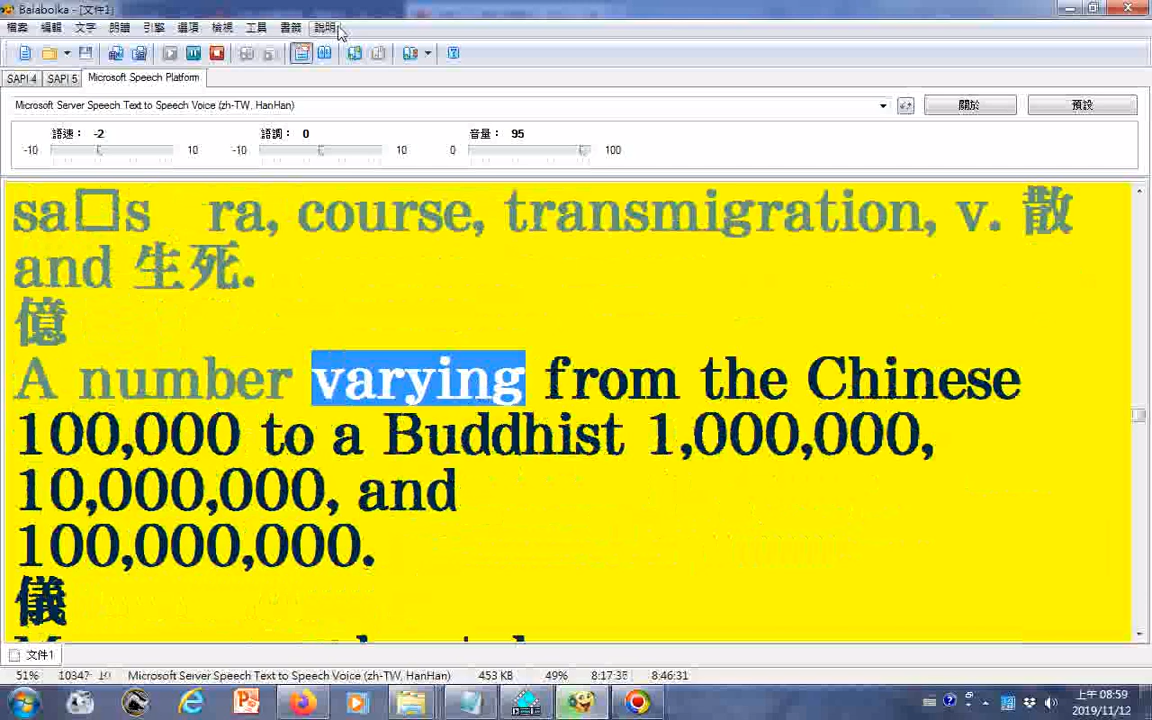 Balabolka - [文件1]
檔案 編輯 文字 朗讀 引擎 選項 檢視 工具 書籤 說明
SAPI 4 SAPI 5 Microsoft Speech Platform
Microsoft Server Speech Text to Speech Voice (zh-TW, HanHan) 關於 預設
語速： -2 語調： 0 音量： 95
-10 10 -10 10 0 100
sa□s ra, course, transmigration, v. 散
and 生死.
億
A number varying from the Chinese
100,000 to a Buddhist 1,000,000,
10,000,000, and
100,000,000.
儀
文件1
51% Microsoft Server Speech Text to Speech Voice (zh-TW, HanHan) 453 KB 49% 8:17:35 8:46:31
上午 08:59
2019/11/12